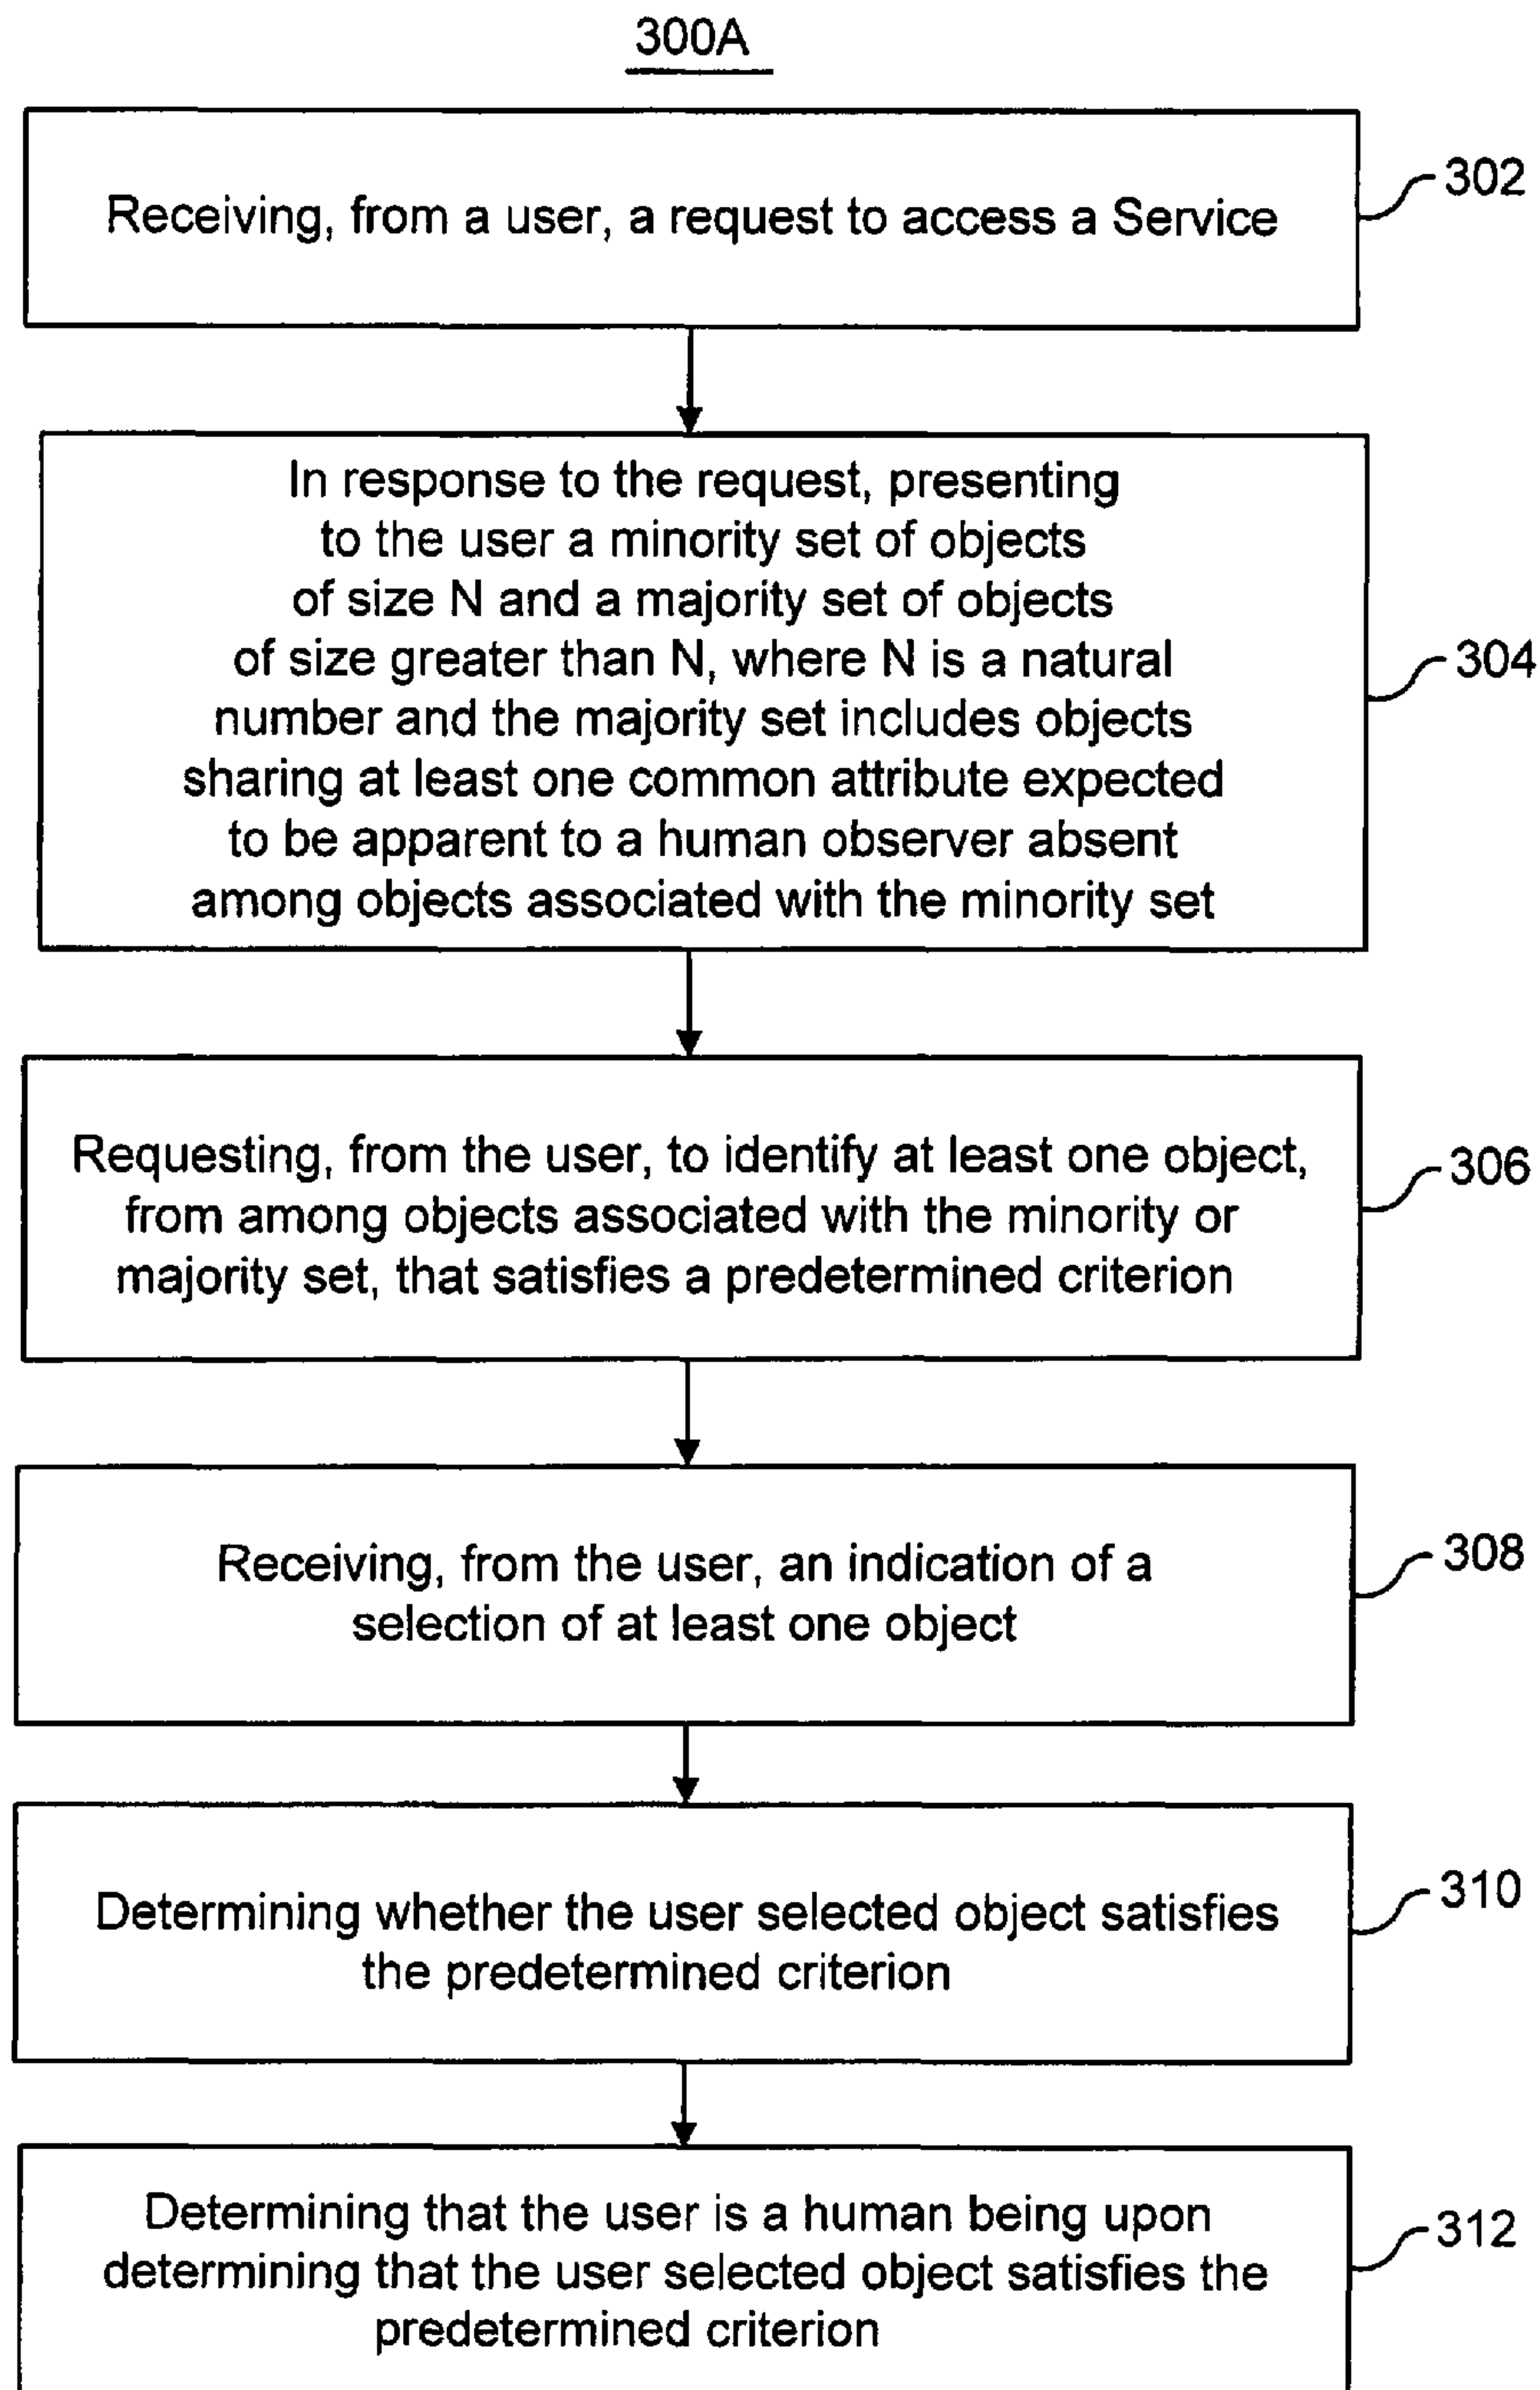 300A
Receiving, from a user, a request to access a Service
302
In response to the request, presenting
to the user a minority set of objects
of size N and a majority set of objects
of size greater than N, where N is a natural
number and the majority set includes objects
sharing at least one common attribute expected
to be apparent to a human observer absent
among objects associated with the minority set
304
Requesting, from the user, to identify at least one object,
from among objects associated with the minority or
majority set, that satisfies a predetermined criterion
306
Receiving, from the user, an indication of a
selection of at least one object
308
Determining whether the user selected object satisfies
the predetermined criterion
310
Determining that the user is a human being upon
determining that the user selected object satisfies the
predetermined criterion
312